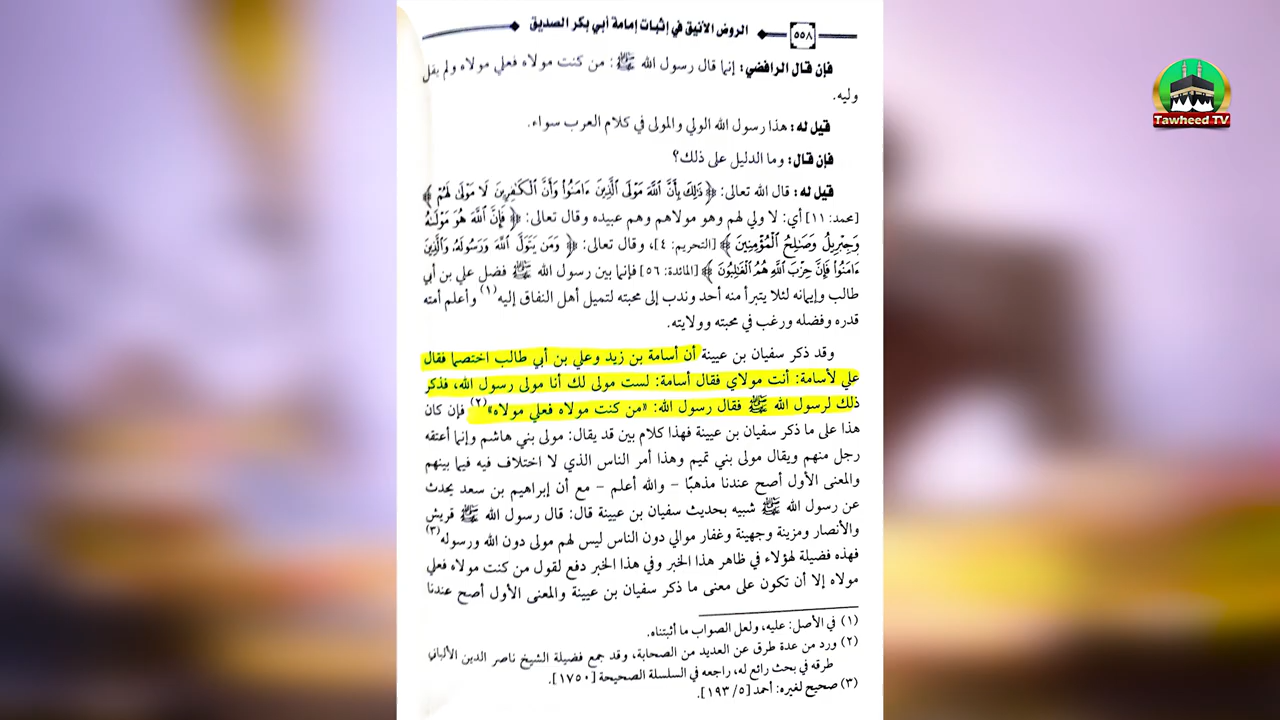 ٥٥٨ الروض الأنيق في إثبات إمامة أبي بكر الصديق
Tawheed TV
فإن قال الرافضي: إنما قال رسول الله ﷺ: من كنت مولاه فعلي مولاه ولم يقل
وليه.
قيل له: هذا رسول الله الولي والمولى في كلام العرب سواء.
فإن قال: وما الدليل على ذلك؟
قيل له: قال الله تعالى: ﴿ذَٰلِكَ بِأَنَّ ٱللَّهَ مَوْلَى ٱلَّذِينَ ءَامَنُوا۟ وَأَنَّ ٱلْكَٰفِرِينَ لَا مَوْلَىٰ لَهُمْ﴾
[محمد: ١١] أي: لا ولي لهم وهو مولاهم وهم عبيده وقال تعالى: ﴿فَإِنَّ ٱللَّهَ هُوَ مَوْلَىٰهُ
وَجِبْرِيلُ وَصَٰلِحُ ٱلْمُؤْمِنِينَ﴾ [التحريم: ٤]، وقال تعالى: ﴿وَمَن يَتَوَلَّ ٱللَّهَ وَرَسُولَهُۥ وَٱلَّذِينَ
ءَامَنُوا۟ فَإِنَّ حِزْبَ ٱللَّهِ هُمُ ٱلْغَٰلِبُونَ﴾ [المائدة: ٥٦] فإنما بين رسول الله ﷺ فضل علي بن أبي
طالب وإيمانه لئلا يتبرأ منه أحد وندب إلى محبته لتميل أهل النفاق إليه(١) وأعلم أمته
قدره وفضله ورغب في محبته وولايته.
وقد ذكر سفيان بن عيينة أن أسامة بن زيد وعلي بن أبي طالب اختصما فقال
علي لأسامة: أنت مولاي فقال أسامة: لست مولى لك أنا مولى رسول الله، فذكر
ذلك لرسول الله ﷺ فقال رسول الله: «من كنت مولاه فعلي مولاه»(٢) فإن كان
هذا على ما ذكر سفيان بن عيينة فهذا كلام بين قد يقال: مولى بني هاشم وإنما أعتقه
رجل منهم ويقال مولى بني تميم وهذا أمر الناس الذي لا اختلاف فيه فيما بينهم
والمعنى الأول أصح عندنا مذهبًا - والله أعلم - مع أن إبراهيم بن سعد يحدث
عن رسول الله ﷺ شبيه بحديث سفيان بن عيينة قال: قال رسول الله ﷺ قريش
والأنصار ومزينة وجهينة وغفار موالي دون الناس ليس لهم مولى دون الله ورسوله(٣)
فهذه فضيلة لهؤلاء في ظاهر هذا الخبر وفي هذا الخبر دفع لقول من كنت مولاه فعلي
مولاه إلا أن تكون على معنى ما ذكر سفيان بن عيينة والمعنى الأول أصح عندنا
(١) في الأصل: عليه، ولعل الصواب ما أثبتناه.
(٢) ورد من عدة طرق عن العديد من الصحابة، وقد جمع فضيلة الشيخ ناصر الدين الألباني
طرقه في بحث رائع له، راجعه في السلسلة الصحيحة [١٧٥٠].
(٣) صحيح لغيره: أحمد [٥/ ١٩٣].